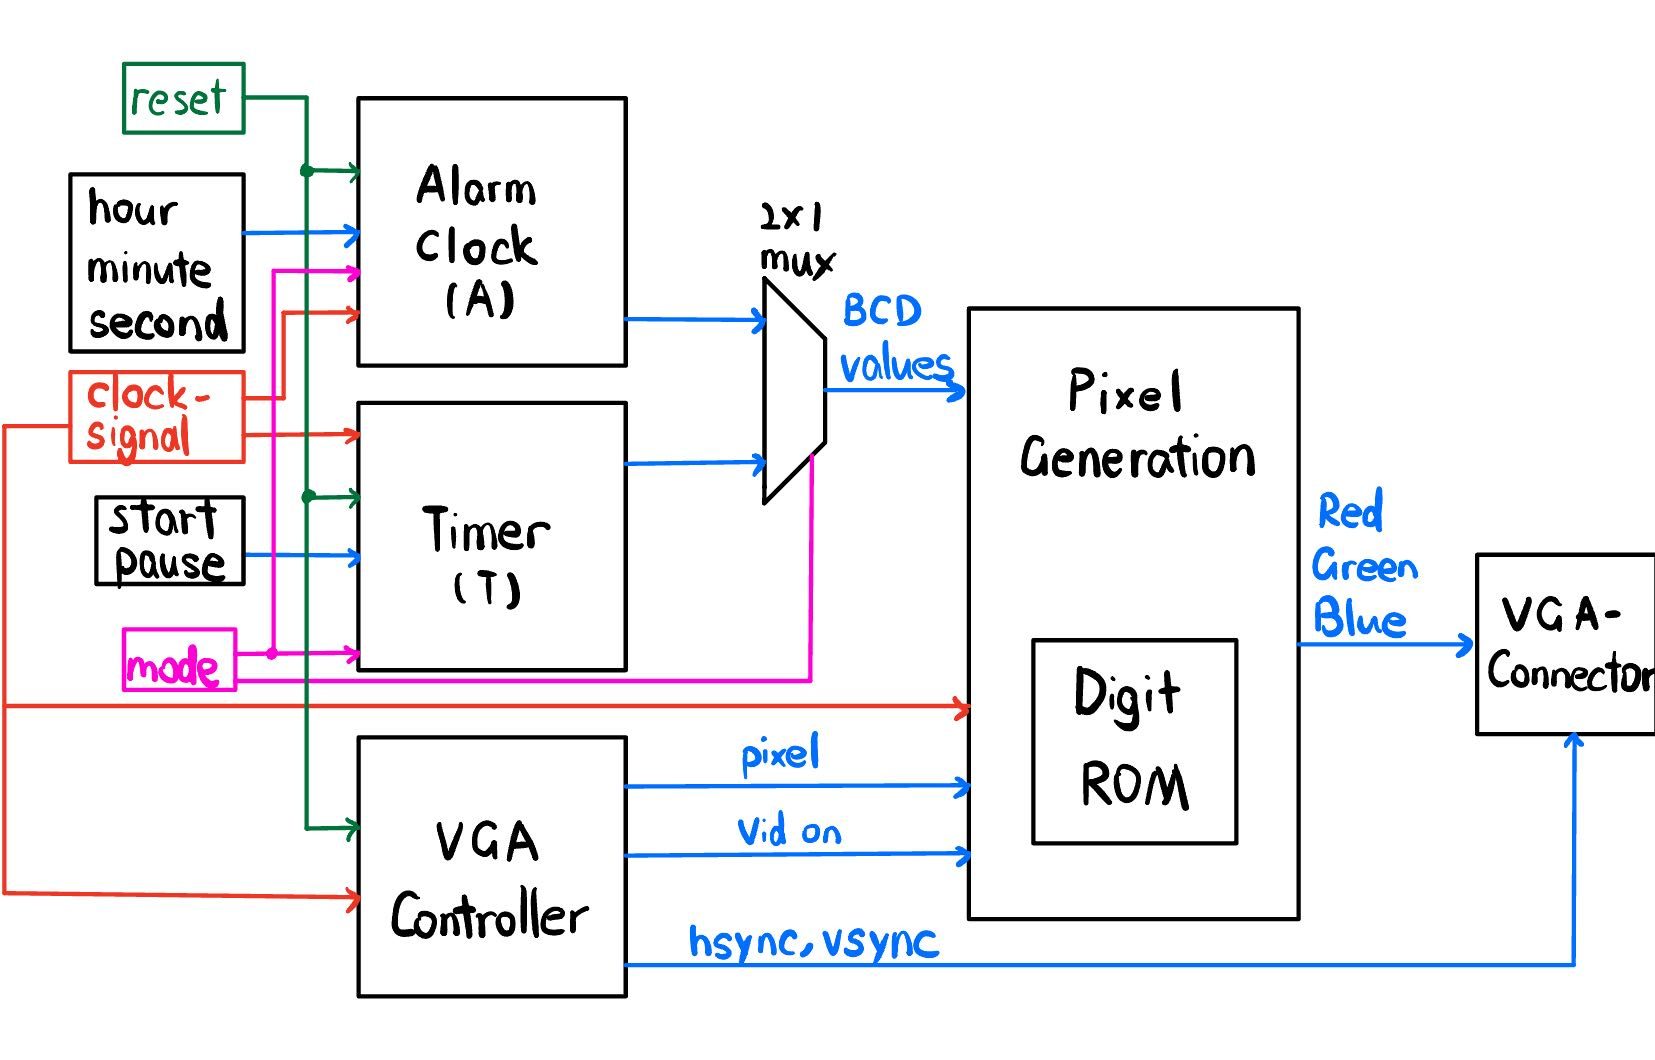 reset
hour
minute
second
clock-
signal
start
pause
mode
Alarm
Clock
(A)
Timer
(T)
VGA
Controller
2x1
mux
BCD
values
Pixel
Generation
Digit
ROM
pixel
Vid on
hsync, vsync
Red
Green
Blue
VGA-
Connector